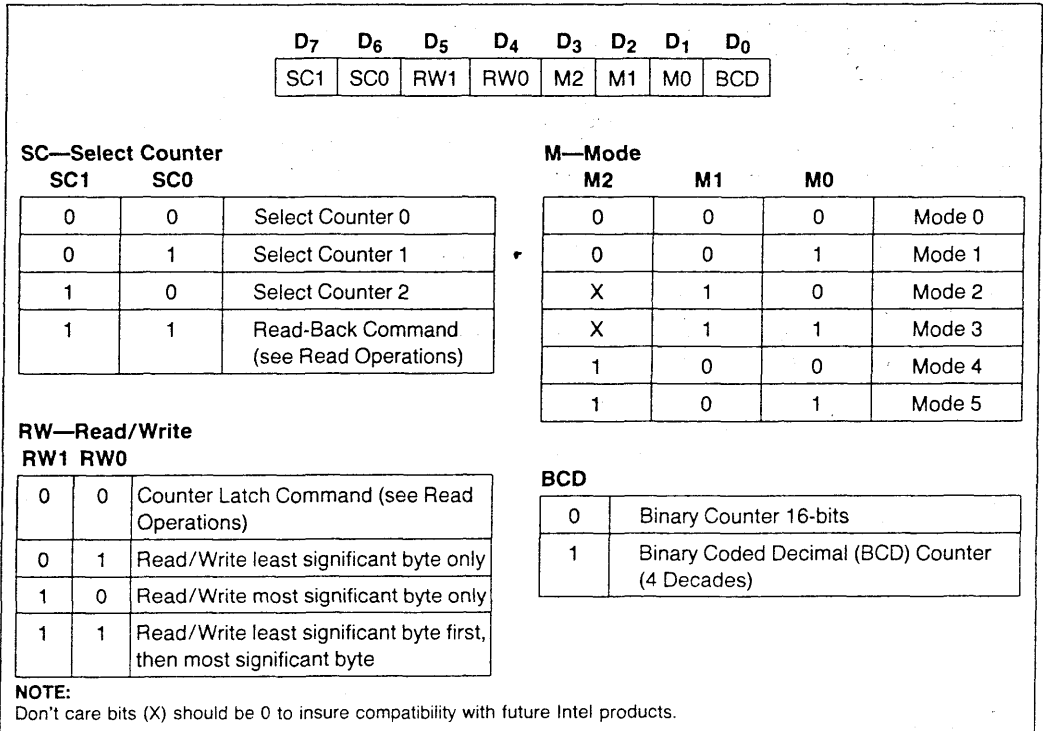 D7 D6 D5 D4 D3 D2 D1 D0
SC1 SC0 RW1 RW0 M2 M1 M0 BCD
SC—Select Counter
SC1 SC0
0 0 Select Counter 0
0 1 Select Counter 1
1 0 Select Counter 2
1 1 Read-Back Command
(see Read Operations)
RW—Read/Write
RW1 RW0
0 0 Counter Latch Command (see Read
Operations)
0 1 Read/Write least significant byte only
1 0 Read/Write most significant byte only
1 1 Read/Write least significant byte first,
then most significant byte
M—Mode
M2 M1 M0
0 0 0 Mode 0
0 0 1 Mode 1
X 1 0 Mode 2
X 1 1 Mode 3
1 0 0 Mode 4
1 0 1 Mode 5
BCD
0 Binary Counter 16-bits
1 Binary Coded Decimal (BCD) Counter
(4 Decades)
NOTE:
Don't care bits (X) should be 0 to insure compatibility with future Intel products.